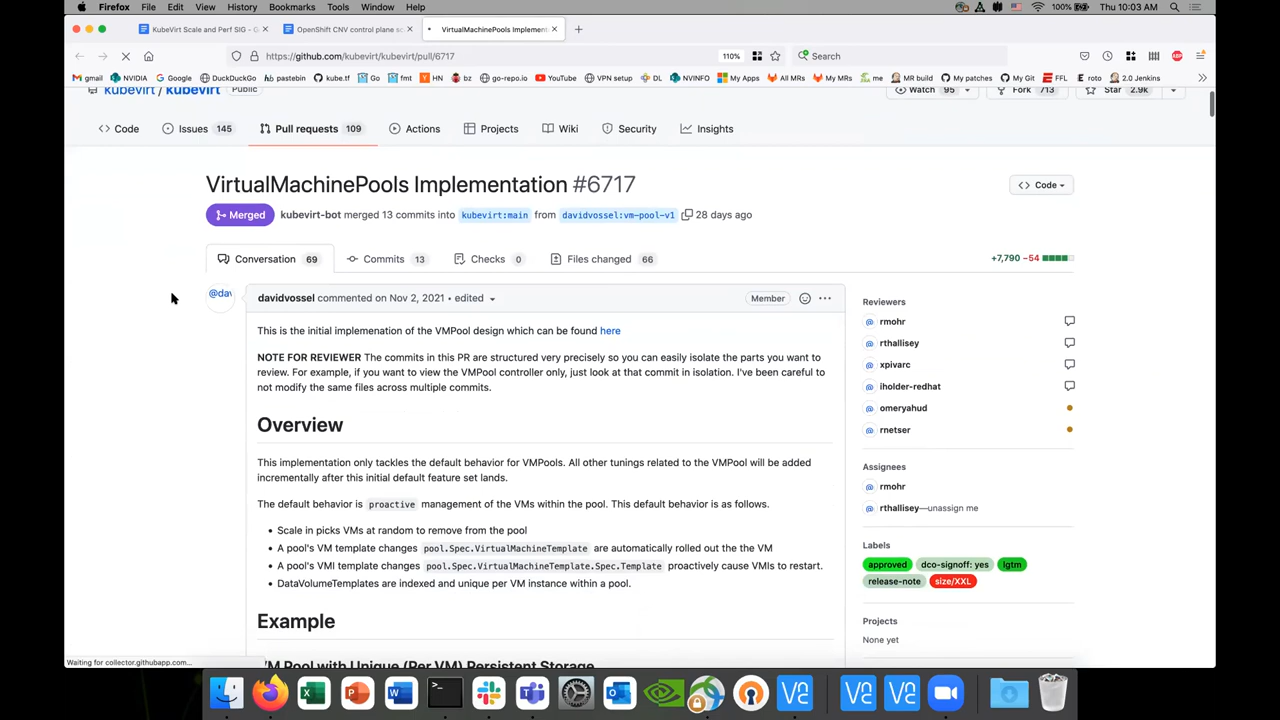 Firefox File Edit View History Bookmarks Tools Window Help 100% Thu 10:03 AM
KubeVirt Scale and Perf SIG - G OpenShift CNV control plane sc VirtualMachinePools Implement
https://github.com/kubevirt/kubevirt/pull/6717 110% Search
gmail NVIDIA Google DuckDuckGo pastebin kube.tf Go fmt HN bz go-repo.io YouTube VPN setup DL NVINFO My Apps All MRs My MRs me MR build My patches My Git FFL roto 2.0 Jenkins
kubevirt / kubevirt Public Watch 95 Fork 713 Star 2.9k
Code Issues 145 Pull requests 109 Actions Projects Wiki Security Insights
VirtualMachinePools Implementation #6717
Code
Merged kubevirt-bot merged 13 commits into kubevirt:main from davidvossel:vm-pool-v1 28 days ago
Conversation 69 Commits 13 Checks 0 Files changed 66
+7,790 −54
@dav
davidvossel commented on Nov 2, 2021 • edited Member
This is the initial implemenation of the VMPool design which can be found here
NOTE FOR REVIEWER The commits in this PR are structured very precisely so you can easily isolate the parts you want to
review. For example, if you want to view the VMPool controller only, just look at that commit in isolation. I've been careful to
not modify the same files across multiple commits.
Overview
This implementation only tackles the default behavior for VMPools. All other tunings related to the VMPool will be added
incrementally after this initial default feature set lands.
The default behavior is proactive management of the VMs within the pool. This default behavior is as follows.
• Scale in picks VMs at random to remove from the pool
• A pool's VM template changes pool.Spec.VirtualMachineTemplate are automatically rolled out the the VM
• A pool's VMI template changes pool.Spec.VirtualMachineTemplate.Spec.Template proactively cause VMIs to restart.
• DataVolumeTemplates are indexed and unique per VM instance within a pool.
Example
VM Pool with Unique (Per VM) Persistent Storage
Reviewers
@ rmohr
@ rthallisey
@ xpivarc
@ iholder-redhat
@ omeryahud
@ rnetser
Assignees
@ rmohr
@ rthallisey—unassign me
Labels
approved dco-signoff: yes lgtm
release-note size/XXL
Projects
None yet
Waiting for collector.githubapp.com...